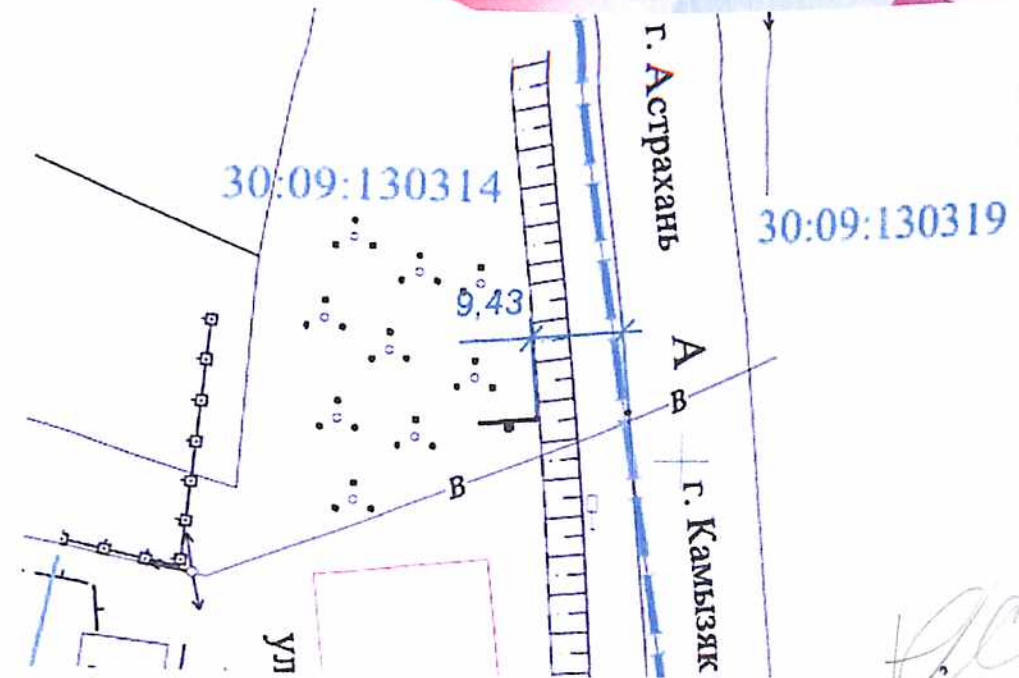 г. Астрахань
30:09:130314
30:09:130319
9,43
А
В
В
г. Камызяк
ул